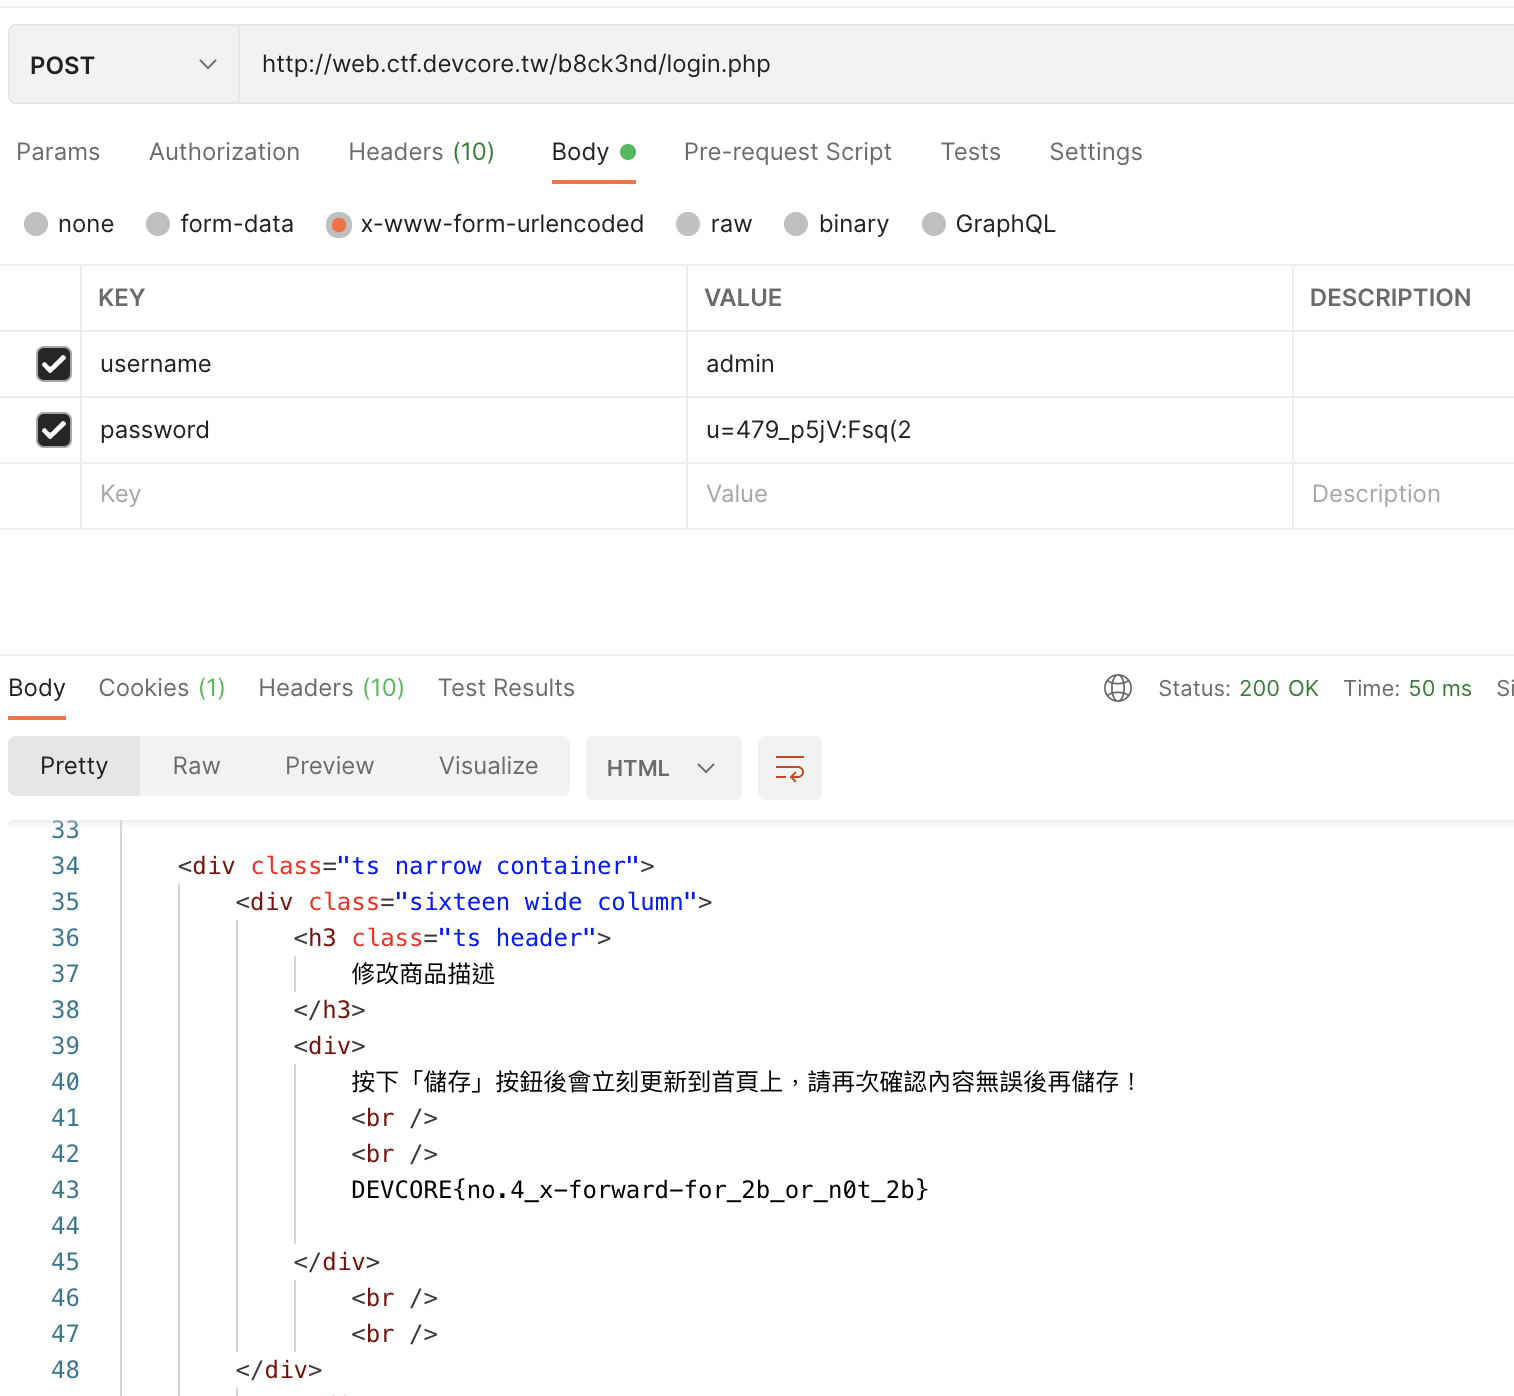 POST http://web.ctf.devcore.tw/b8ck3nd/login.php
Params Authorization Headers (10) Body Pre-request Script Tests Settings
none form-data x-www-form-urlencoded raw binary GraphQL
KEY VALUE DESCRIPTION
username admin
password u=479_p5jV:Fsq(2
Key Value Description
Body Cookies (1) Headers (10) Test Results Status: 200 OK Time: 50 ms Si
Pretty Raw Preview Visualize HTML
33
34 <div class="ts narrow container">
35 <div class="sixteen wide column">
36 <h3 class="ts header">
37 修改商品描述
38 </h3>
39 <div>
40 按下「儲存」按鈕後會立刻更新到首頁上，請再次確認內容無誤後再儲存！
41 <br />
42 <br />
43 DEVCORE{no.4_x-forward-for_2b_or_n0t_2b}
44
45 </div>
46 <br />
47 <br />
48 </div>